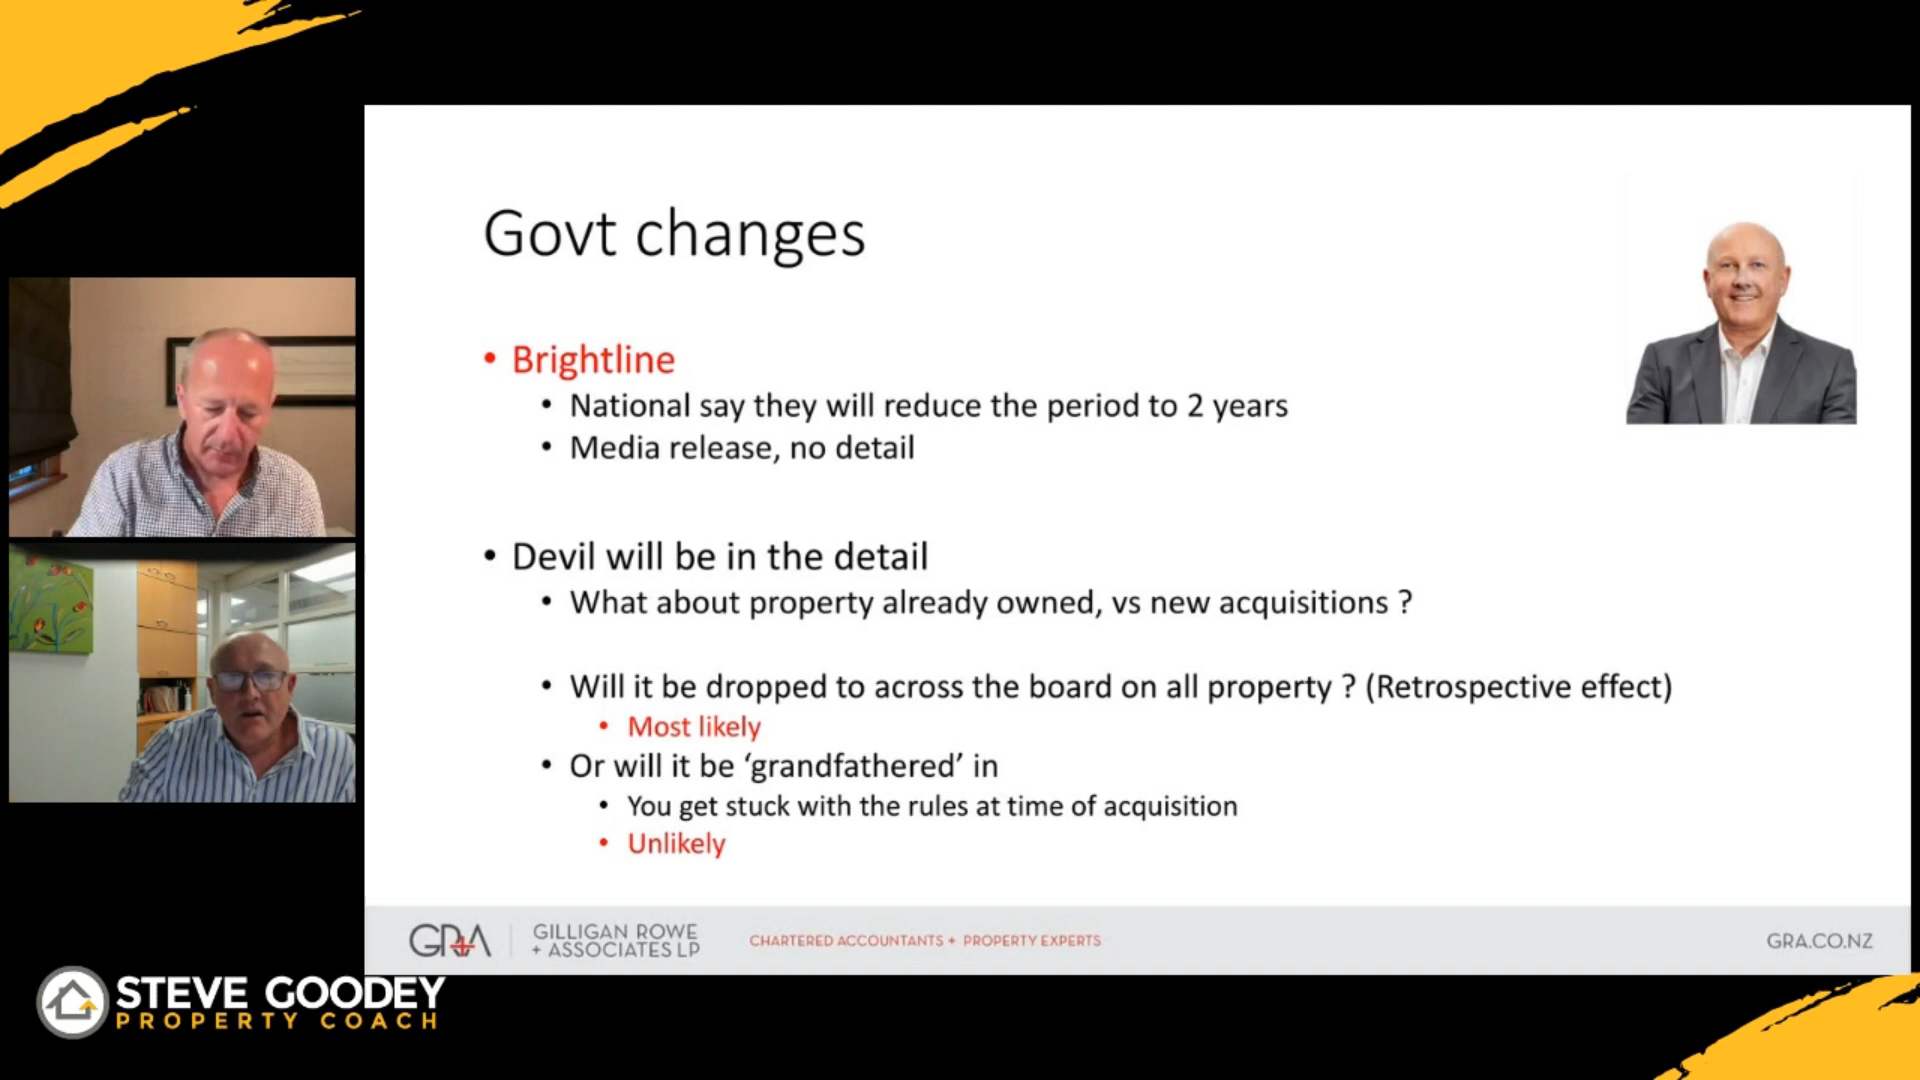 Govt changes
• Brightline
• National say they will reduce the period to 2 years
• Media release, no detail
• Devil will be in the detail
• What about property already owned, vs new acquisitions ?
• Will it be dropped to across the board on all property ? (Retrospective effect)
• Most likely
• Or will it be ‘grandfathered’ in
• You get stuck with the rules at time of acquisition
• Unlikely
GRA
GILLIGAN ROWE
+ ASSOCIATES LP
CHARTERED ACCOUNTANTS + PROPERTY EXPERTS
GRA.CO.NZ
STEVE GOODEY
PROPERTY COACH